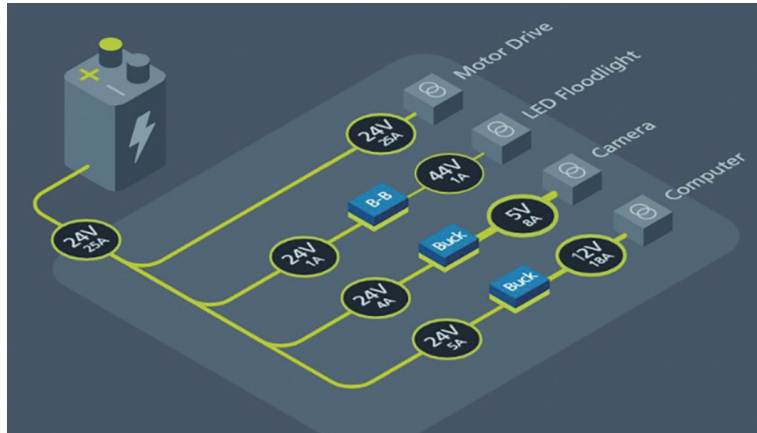 +
−
Motor Drive
24V
25A
LED Floodlight
44V
1A
Camera
B-B
5V
8A
Computer
24V
25A
24V
1A
Buck
12V
18A
24V
4A
Buck
24V
5A